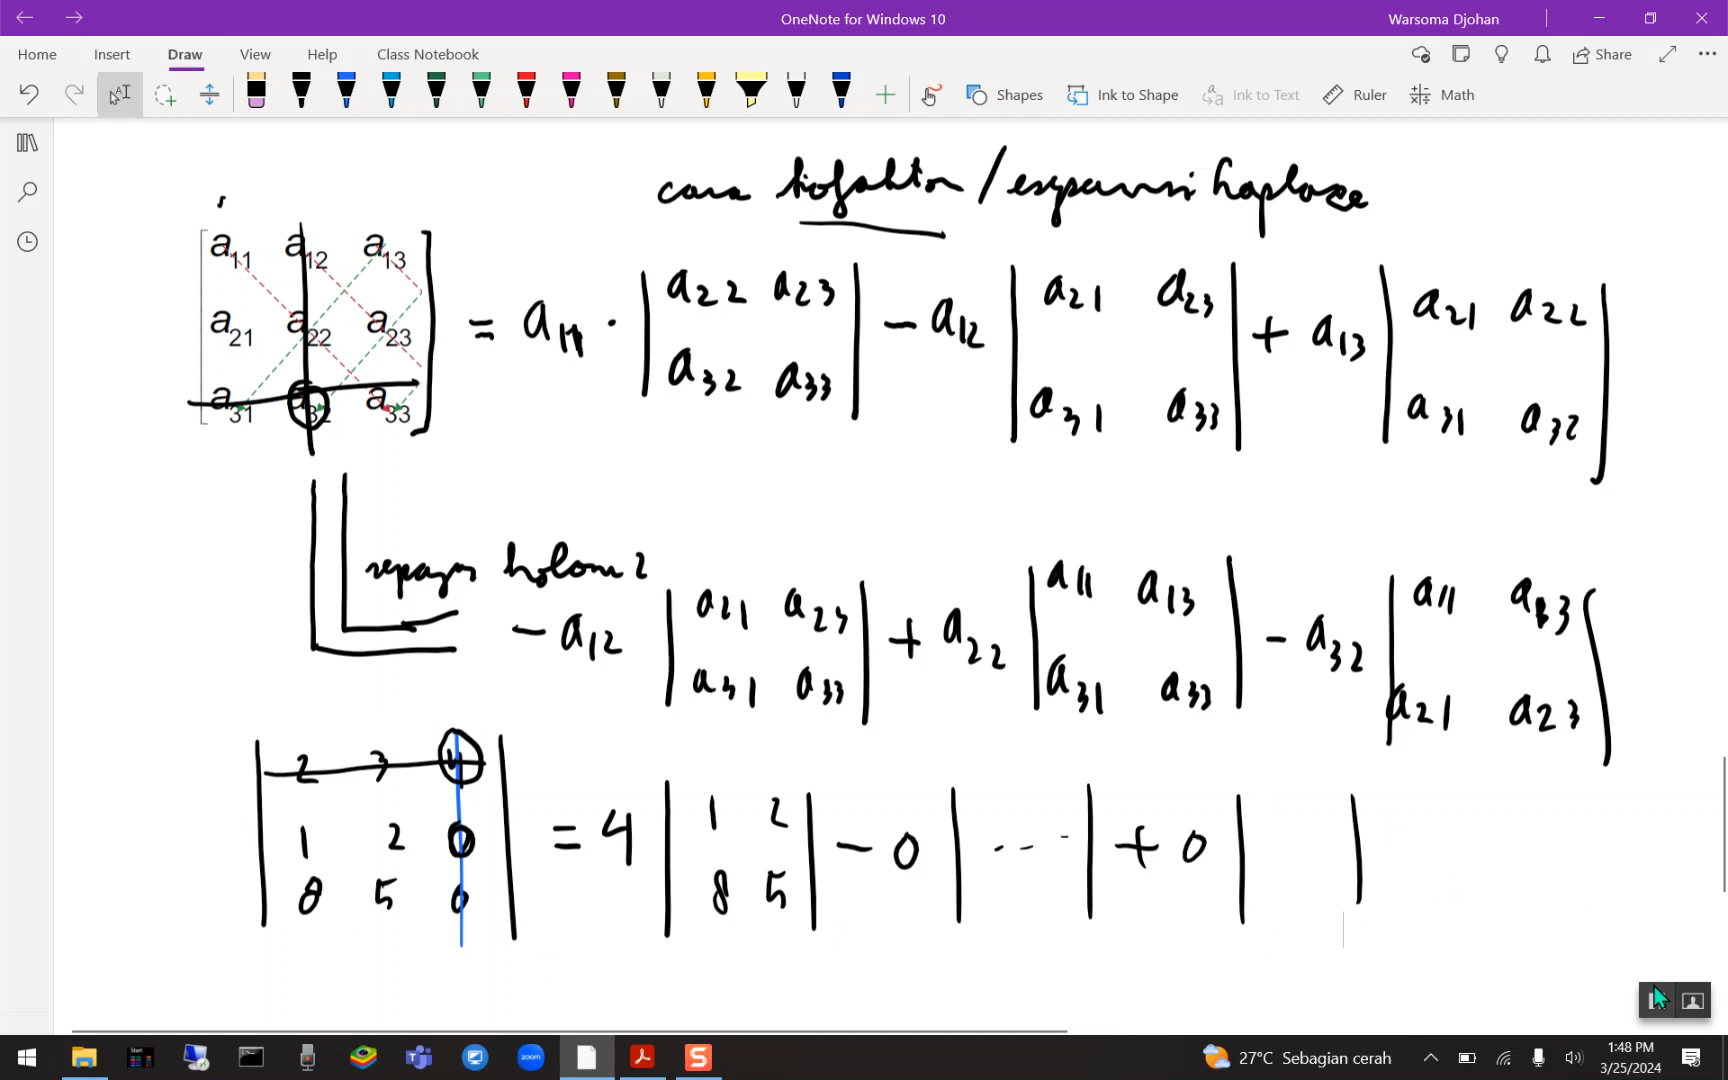 OneNote for Windows 10
Warsoma Djohan
Home Insert Draw View Help Class Notebook
Share
Shapes Ink to Shape Ink to Text Ruler Math
cara kofaktor / espansi Laplace
a11 a12 a13
a21 a22 a23
a31 a32 a33
= a11 · | a22 a23 | - a12 | a21 a23 | + a13 | a21 a22 |
a32 a33 a31 a33 a31 a32
kolom 2
- a12 | a21 a23 | + a22 | a11 a13 | - a32 | a11 a13 |
a31 a33 a31 a33 a21 a23
2 3 4
1 2 0
8 5 0
= 4 | 1 2 | - 0 | --- | + 0 | |
8 5
Start
zoom
27°C Sebagian cerah
1:48 PM
3/25/2024